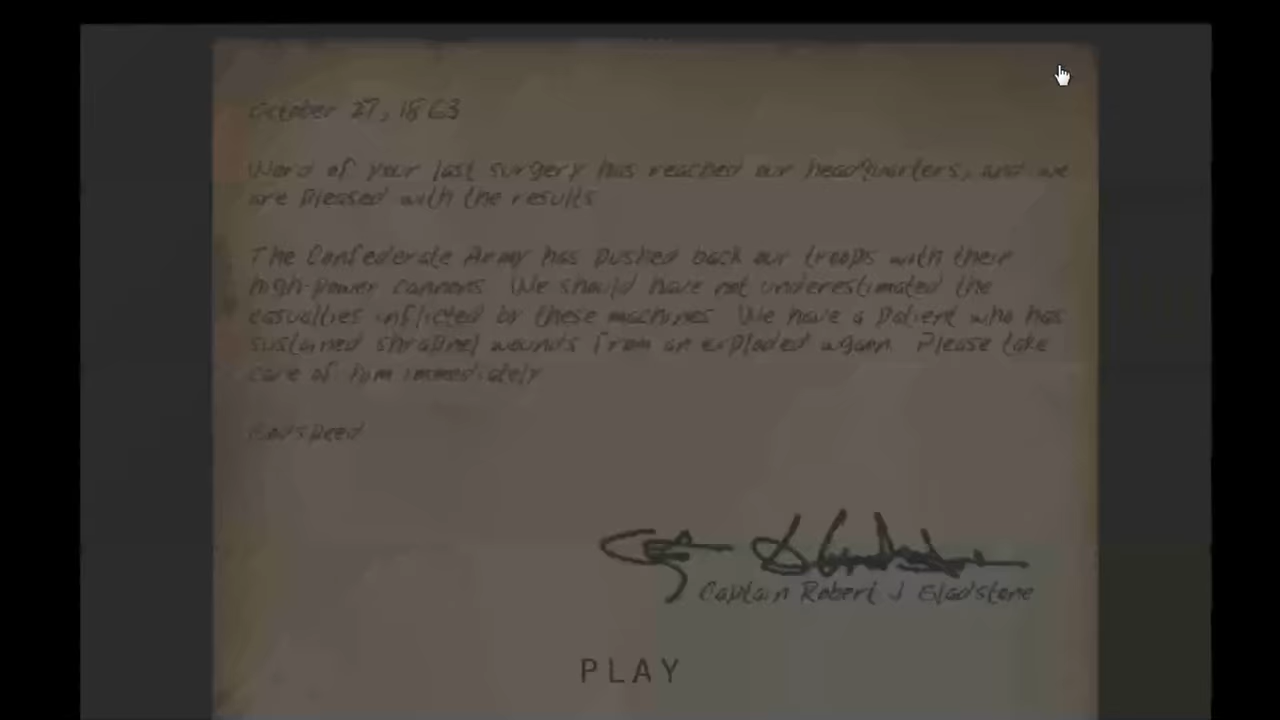 October 27, 1863
Word of your last surgery has reached our headquarters, and we
are pleased with the results
The Confederate Army has pushed back our troops with their
high-power cannons. We should have not underestimated the
casualties inflicted by these machines. We have a patient who has
sustained shrapnel wounds from an exploded wagon. Please take
care of him immediately
Godspeed
Captain Robert J Gladstone
PLAY